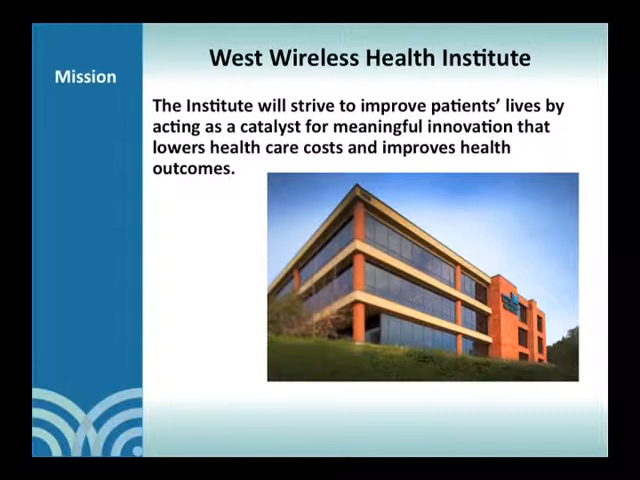 West Wireless Health Institute
Mission
The Institute will strive to improve patients' lives by
acting as a catalyst for meaningful innovation that
lowers health care costs and improves health
outcomes.